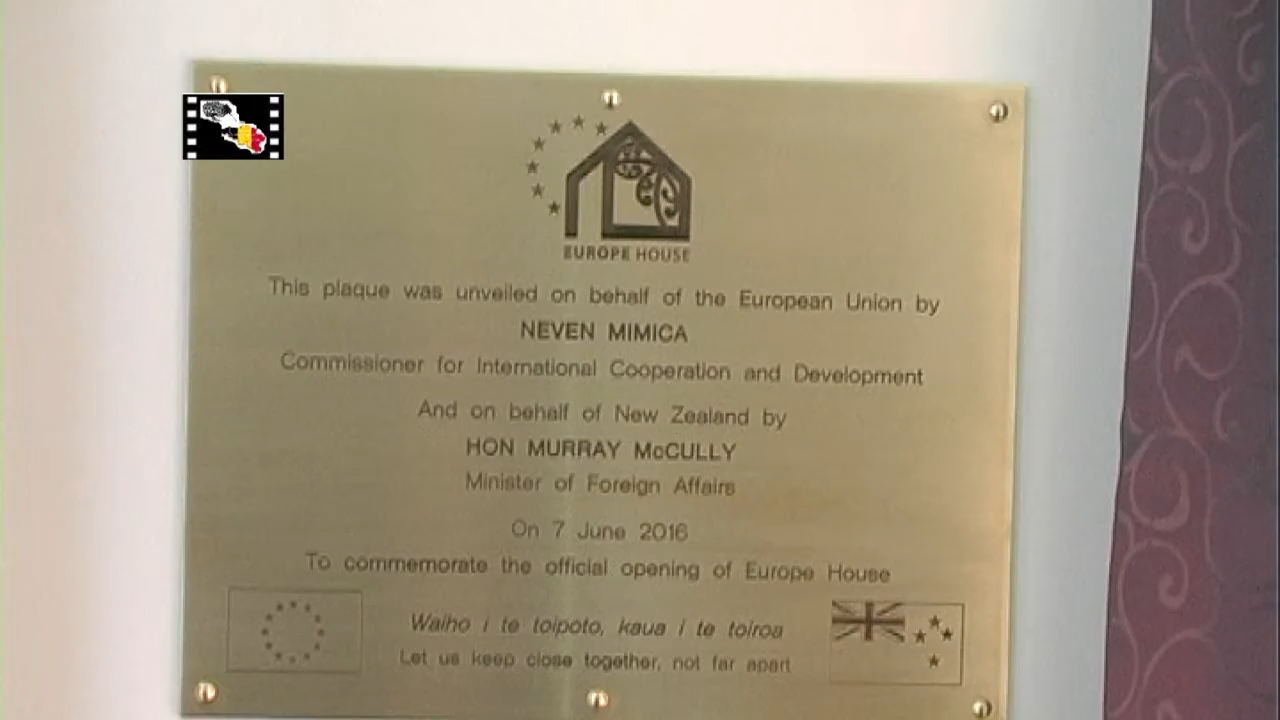 EUROPE HOUSE
This plaque was unveiled on behalf of the European Union by
NEVEN MIMICA
Commissioner for International Cooperation and Development
And on behalf of New Zealand by
HON MURRAY McCULLY
Minister of Foreign Affairs
On 7 June 2016
To commemorate the official opening of Europe House
Waiho i te toipoto, kaua i te toiroa
Let us keep close together, not far apart